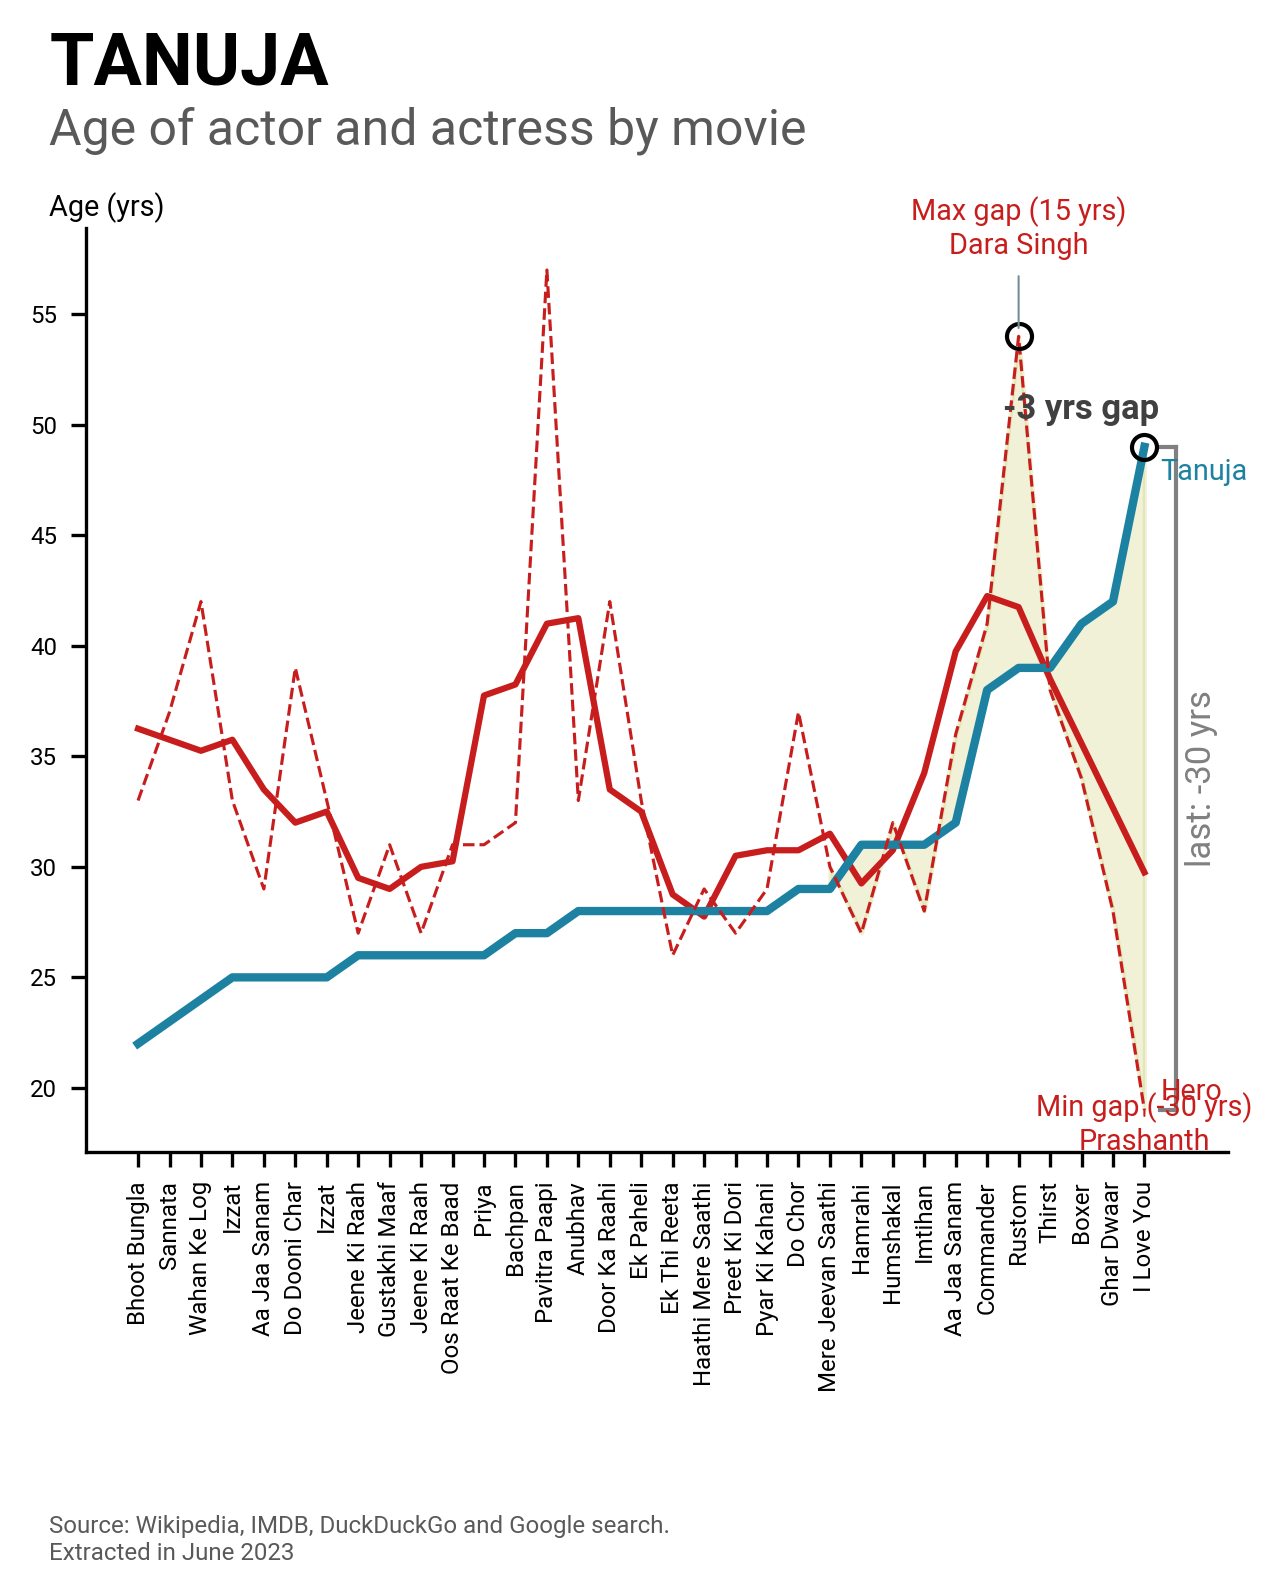 TANUJA
Age of actor and actress by movie
Age (yrs)
Max gap (15 yrs)
Dara Singh
55
50
45
40
35
30
25
20
-3 yrs gap
Tanuja
last: -30 yrs
Hero
Min gap (-30 yrs)
Prashanth
Bhoot Bungla
Sannata
Wahan Ke Log
Izzat
Aa Jaa Sanam
Do Dooni Char
Izzat
Jeene Ki Raah
Gustakhi Maaf
Jeene Ki Raah
Oos Raat Ke Baad
Priya
Bachpan
Pavitra Paapi
Anubhav
Door Ka Raahi
Ek Paheli
Ek Thi Reeta
Haathi Mere Saathi
Preet Ki Dori
Pyar Ki Kahani
Do Chor
Mere Jeevan Saathi
Hamrahi
Humshakal
Imtihan
Aa Jaa Sanam
Commander
Rustom
Thirst
Boxer
Ghar Dwaar
I Love You
Source: Wikipedia, IMDB, DuckDuckGo and Google search.
Extracted in June 2023